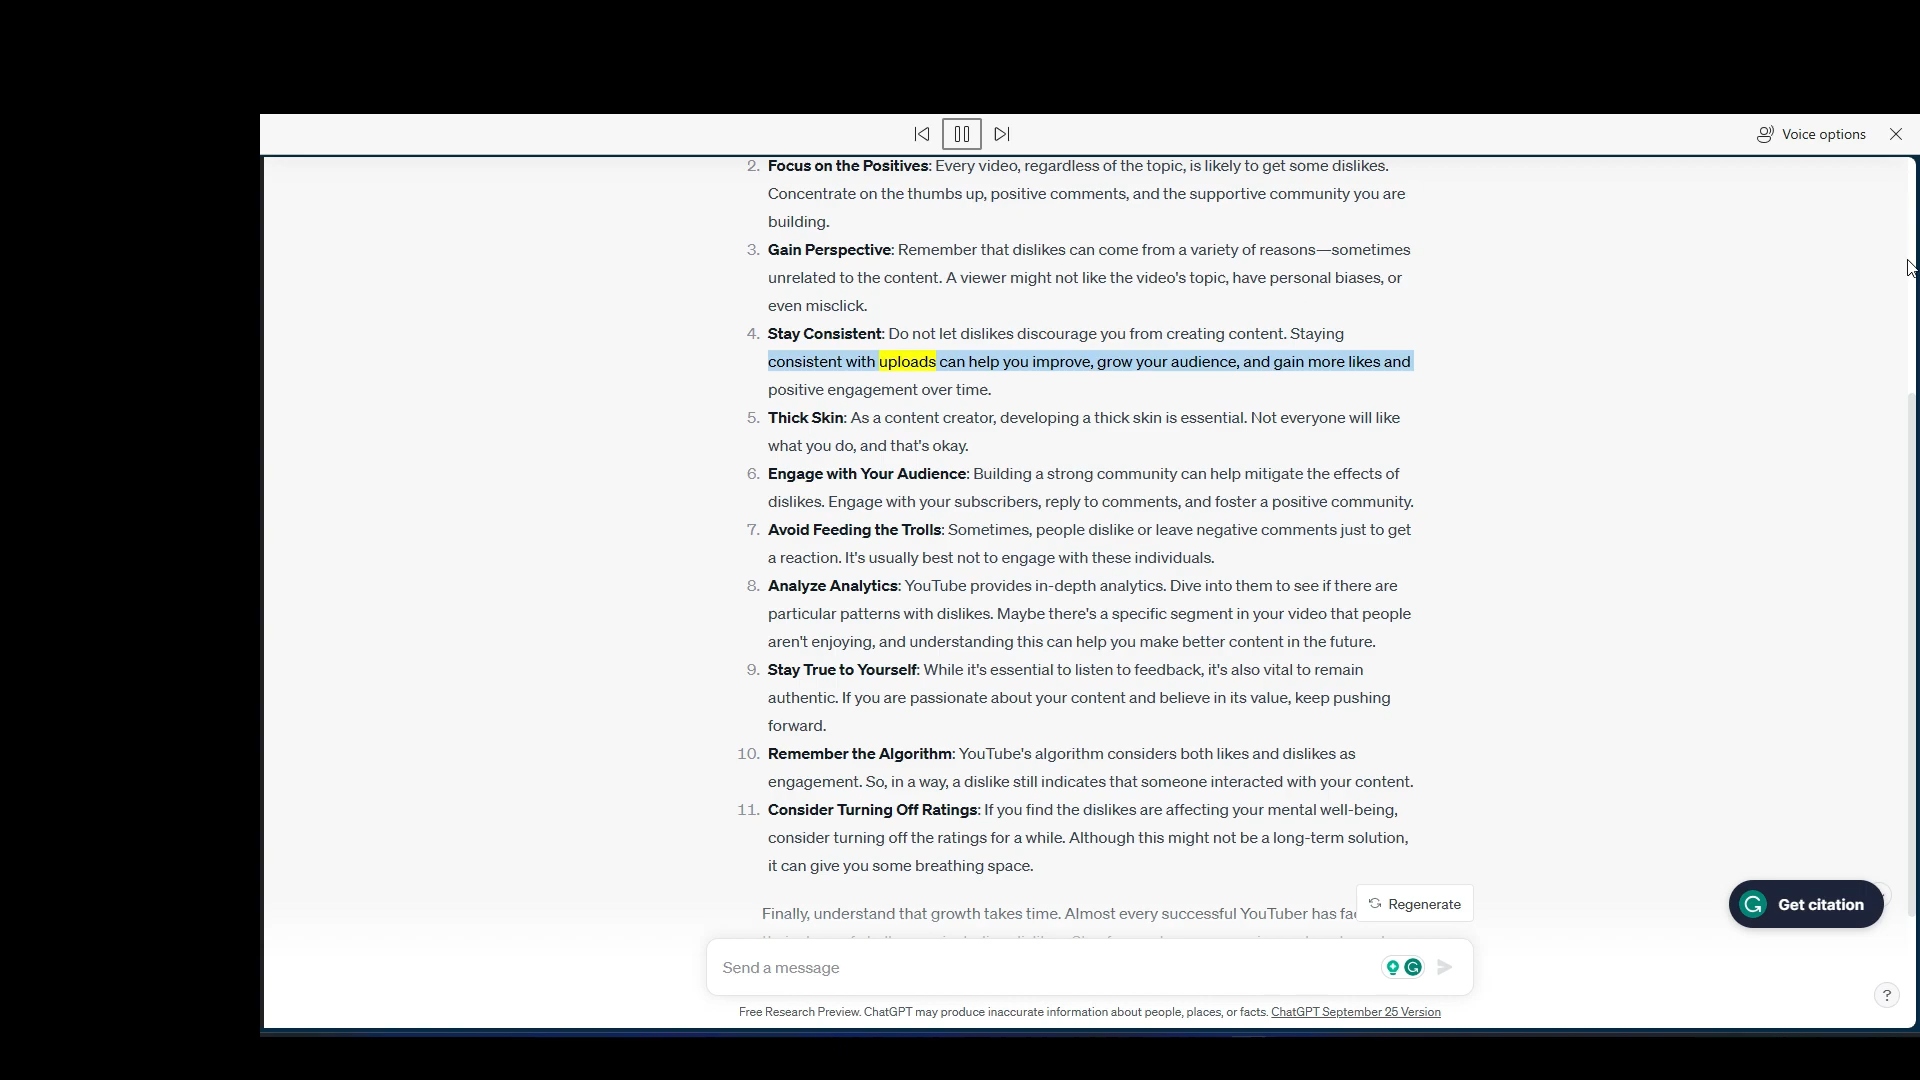 Voice options
2. Focus on the Positives: Every video, regardless of the topic, is likely to get some dislikes.
Concentrate on the thumbs up, positive comments, and the supportive community you are
building.
3. Gain Perspective: Remember that dislikes can come from a variety of reasons—sometimes
unrelated to the content. A viewer might not like the video's topic, have personal biases, or
even misclick.
4. Stay Consistent: Do not let dislikes discourage you from creating content. Staying
consistent with uploads can help you improve, grow your audience, and gain more likes and
positive engagement over time.
5. Thick Skin: As a content creator, developing a thick skin is essential. Not everyone will like
what you do, and that's okay.
6. Engage with Your Audience: Building a strong community can help mitigate the effects of
dislikes. Engage with your subscribers, reply to comments, and foster a positive community.
7. Avoid Feeding the Trolls: Sometimes, people dislike or leave negative comments just to get
a reaction. It's usually best not to engage with these individuals.
8. Analyze Analytics: YouTube provides in-depth analytics. Dive into them to see if there are
particular patterns with dislikes. Maybe there's a specific segment in your video that people
aren't enjoying, and understanding this can help you make better content in the future.
9. Stay True to Yourself: While it's essential to listen to feedback, it's also vital to remain
authentic. If you are passionate about your content and believe in its value, keep pushing
forward.
10. Remember the Algorithm: YouTube's algorithm considers both likes and dislikes as
engagement. So, in a way, a dislike still indicates that someone interacted with your content.
11. Consider Turning Off Ratings: If you find the dislikes are affecting your mental well-being,
consider turning off the ratings for a while. Although this might not be a long-term solution,
it can give you some breathing space.
Finally, understand that growth takes time. Almost every successful YouTuber has
Regenerate
Get citation
Send a message
?
Free Research Preview. ChatGPT may produce inaccurate information about people, places, or facts. ChatGPT September 25 Version